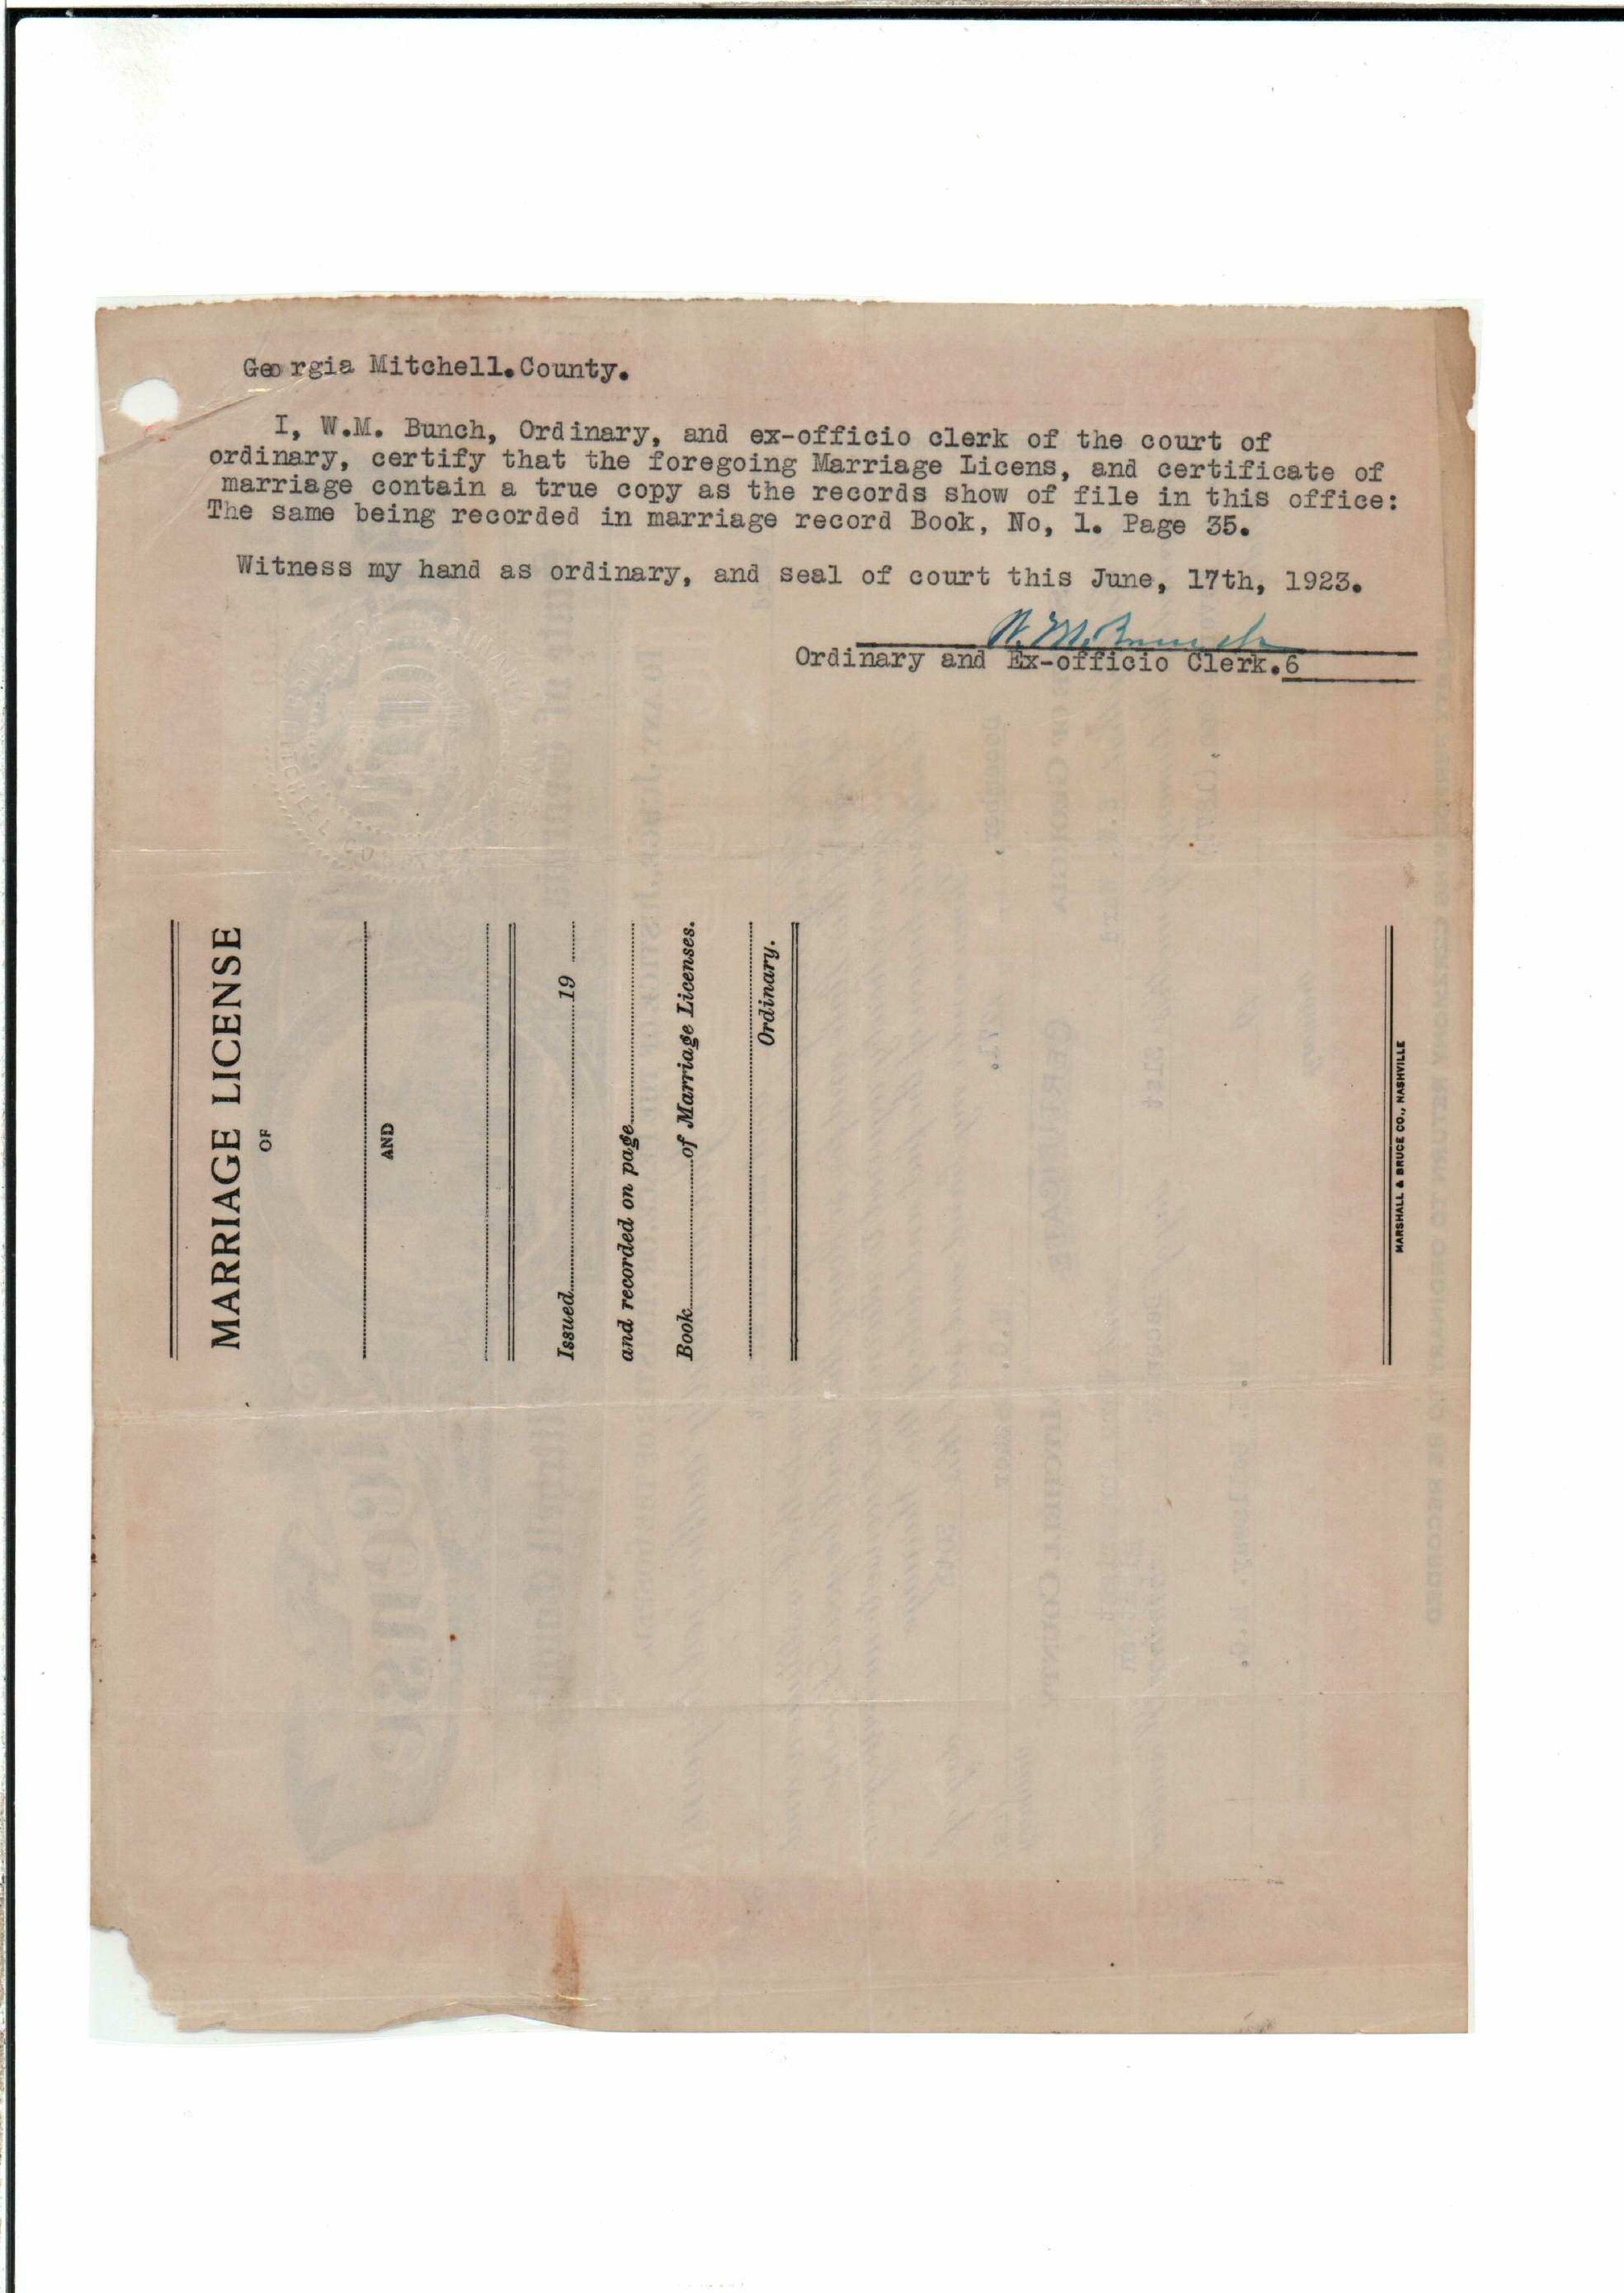 Georgia Mitchell.County.
I, W.M. Bunch, Ordinary, and ex-officio clerk of the court of
ordinary, certify that the foregoing Marriage Licens, and certificate of
marriage contain a true copy as the records show of file in this office:
The same being recorded in marriage record Book, No, 1. Page 35.
Witness my hand as ordinary, and seal of court this June, 17th, 1923.
W. M. Bunch
Ordinary and Ex-officio Clerk.6
MARRIAGE LICENSE
OF
AND
Issued 19
and recorded on page
Book of Marriage Licenses.
Ordinary.
MARSHALL & BRUCE CO., NASHVILLE